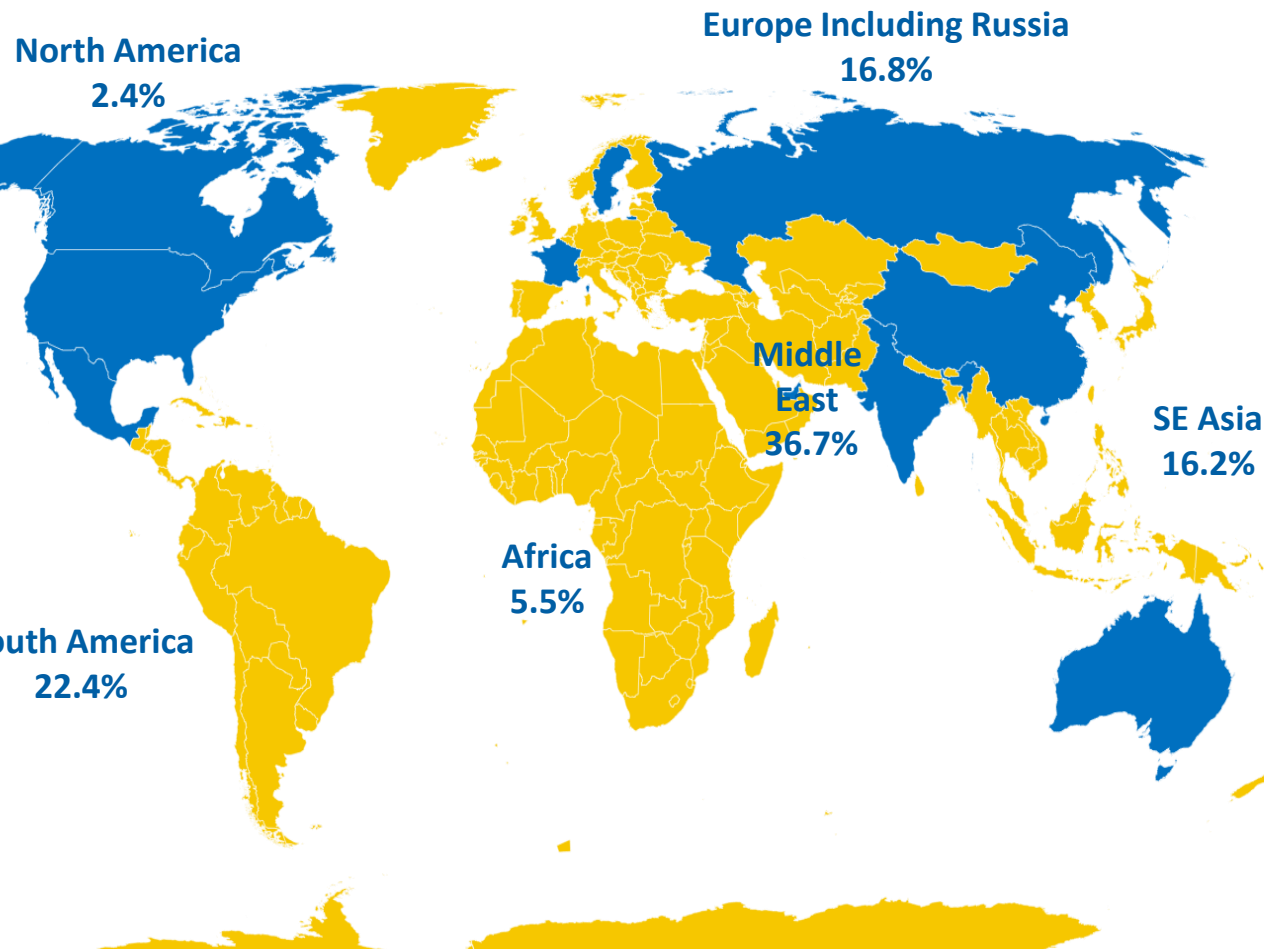 North America
2.4%
Europe Including Russia
16.8%
Middle
East
36.7%
SE Asia
16.2%
Africa
5.5%
outh America
22.4%